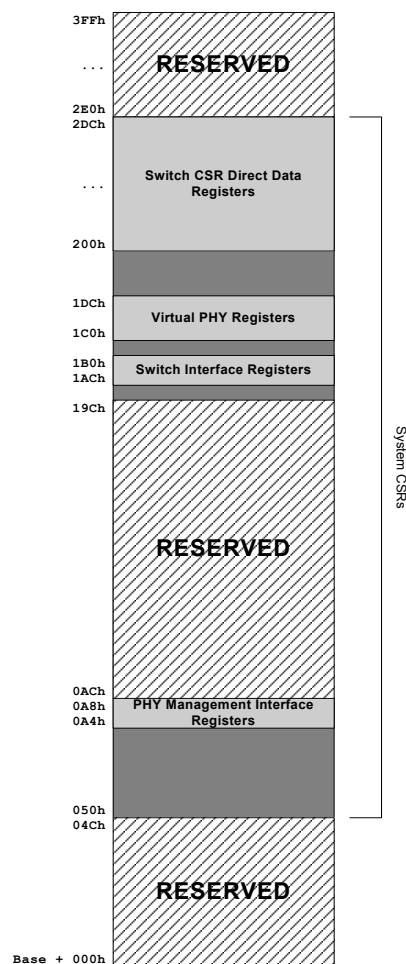 3FFh
RESERVED
...
2E0h
2DCh
Switch CSR Direct Data
Registers
...
200h
1DCh
Virtual PHY Registers
1C0h
1B0h
Switch Interface Registers
1ACh
19Ch
System CSRs
RESERVED
0ACh
0A8h
PHY Management Interface
Registers
0A4h
050h
04Ch
RESERVED
Base + 000h